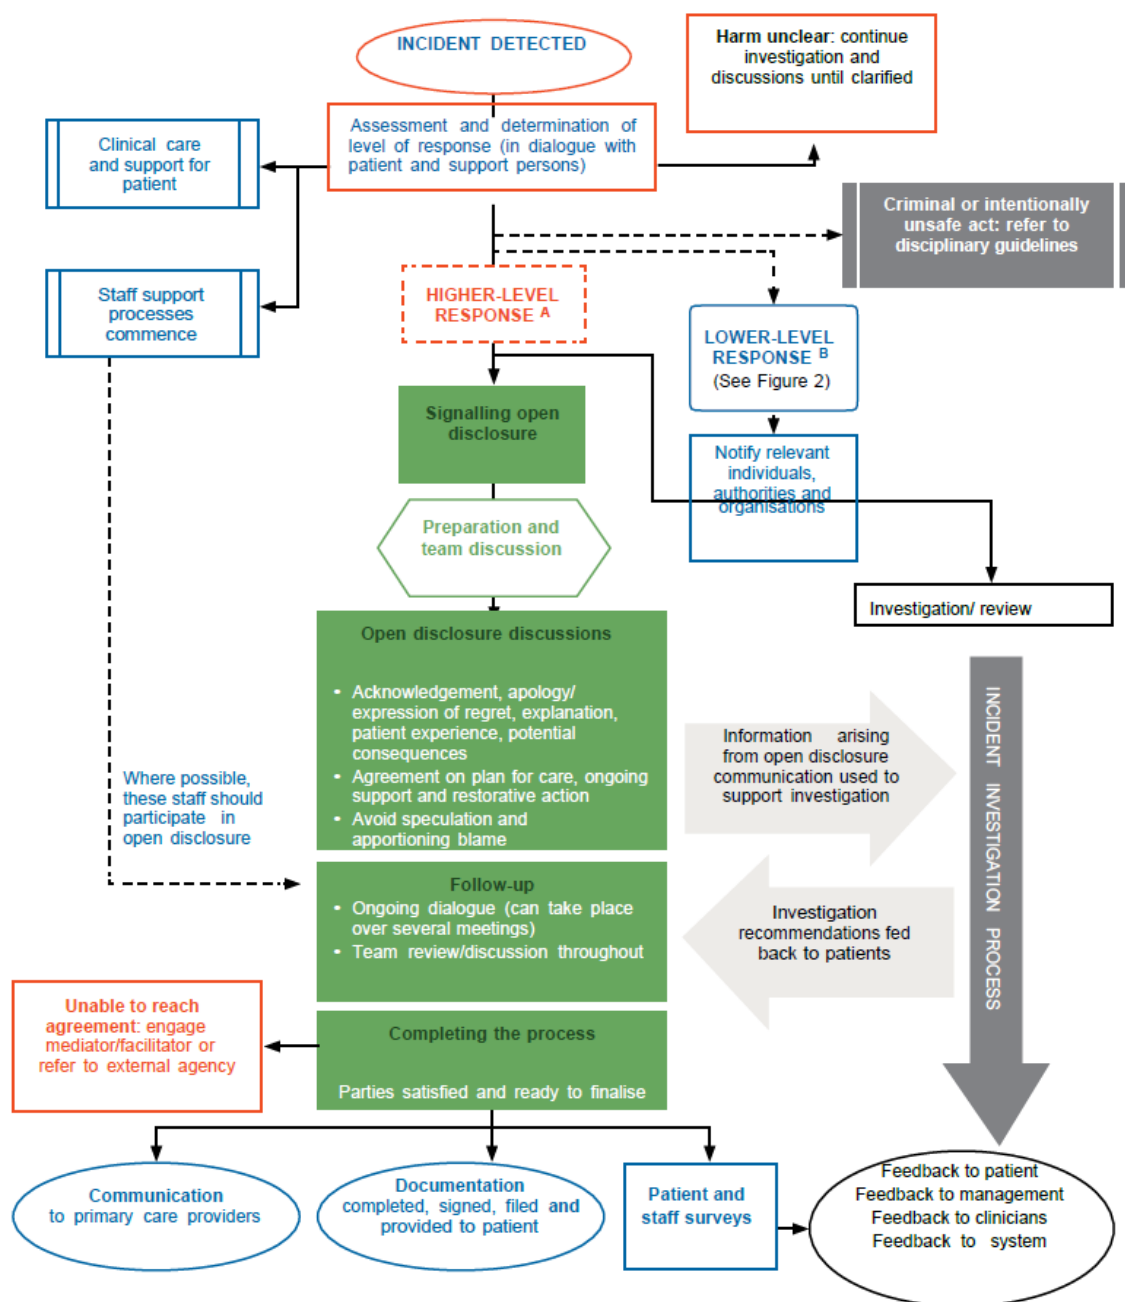 INCIDENT DETECTED
Harm unclear: continue
investigation and
discussions until clarified
Assessment and determination of
level of response (in dialogue with
patient and support persons)
Clinical care
and support for
patient
Criminal or intentionally
unsafe act: refer to
disciplinary guidelines
Staff support
processes
commence
HIGHER-LEVEL
RESPONSE A
LOWER-LEVEL
RESPONSE B
(See Figure 2)
Signalling open
disclosure
Notify relevant
individuals,
authorities and
organisations
Preparation and
team discussion
Investigation/ review
Open disclosure discussions
• Acknowledgement, apology/
expression of regret, explanation,
patient experience, potential
consequences
• Agreement on plan for care, ongoing
support and restorative action
• Avoid speculation and
apportioning blame
Where possible,
these staff should
participate in
open disclosure
Information arising
from open disclosure
communication used to
support investigation
INCIDENT INVESTIGATION PROCESS
Follow-up
• Ongoing dialogue (can take place
over several meetings)
• Team review/discussion throughout
Investigation
recommendations fed
back to patients
Unable to reach
agreement: engage
mediator/facilitator or
refer to external agency
Completing the process
Parties satisfied and ready to finalise
Communication
to primary care providers
Documentation
completed, signed, filed and
provided to patient
Patient and
staff surveys
Feedback to patient
Feedback to management
Feedback to clinicians
Feedback to system